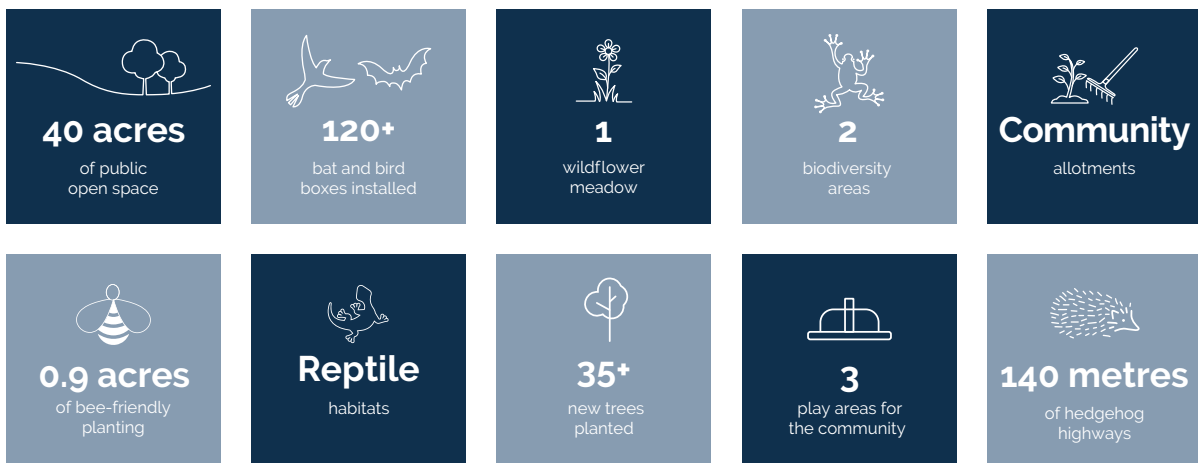 40 acres
of public
open space
120+
bat and bird
boxes installed
1
wildflower
meadow
2
biodiversity
areas
Community
allotments
0.9 acres
of bee-friendly
planting
Reptile
habitats
35+
new trees
planted
3
play areas for
the community
140 metres
of hedgehog
highways